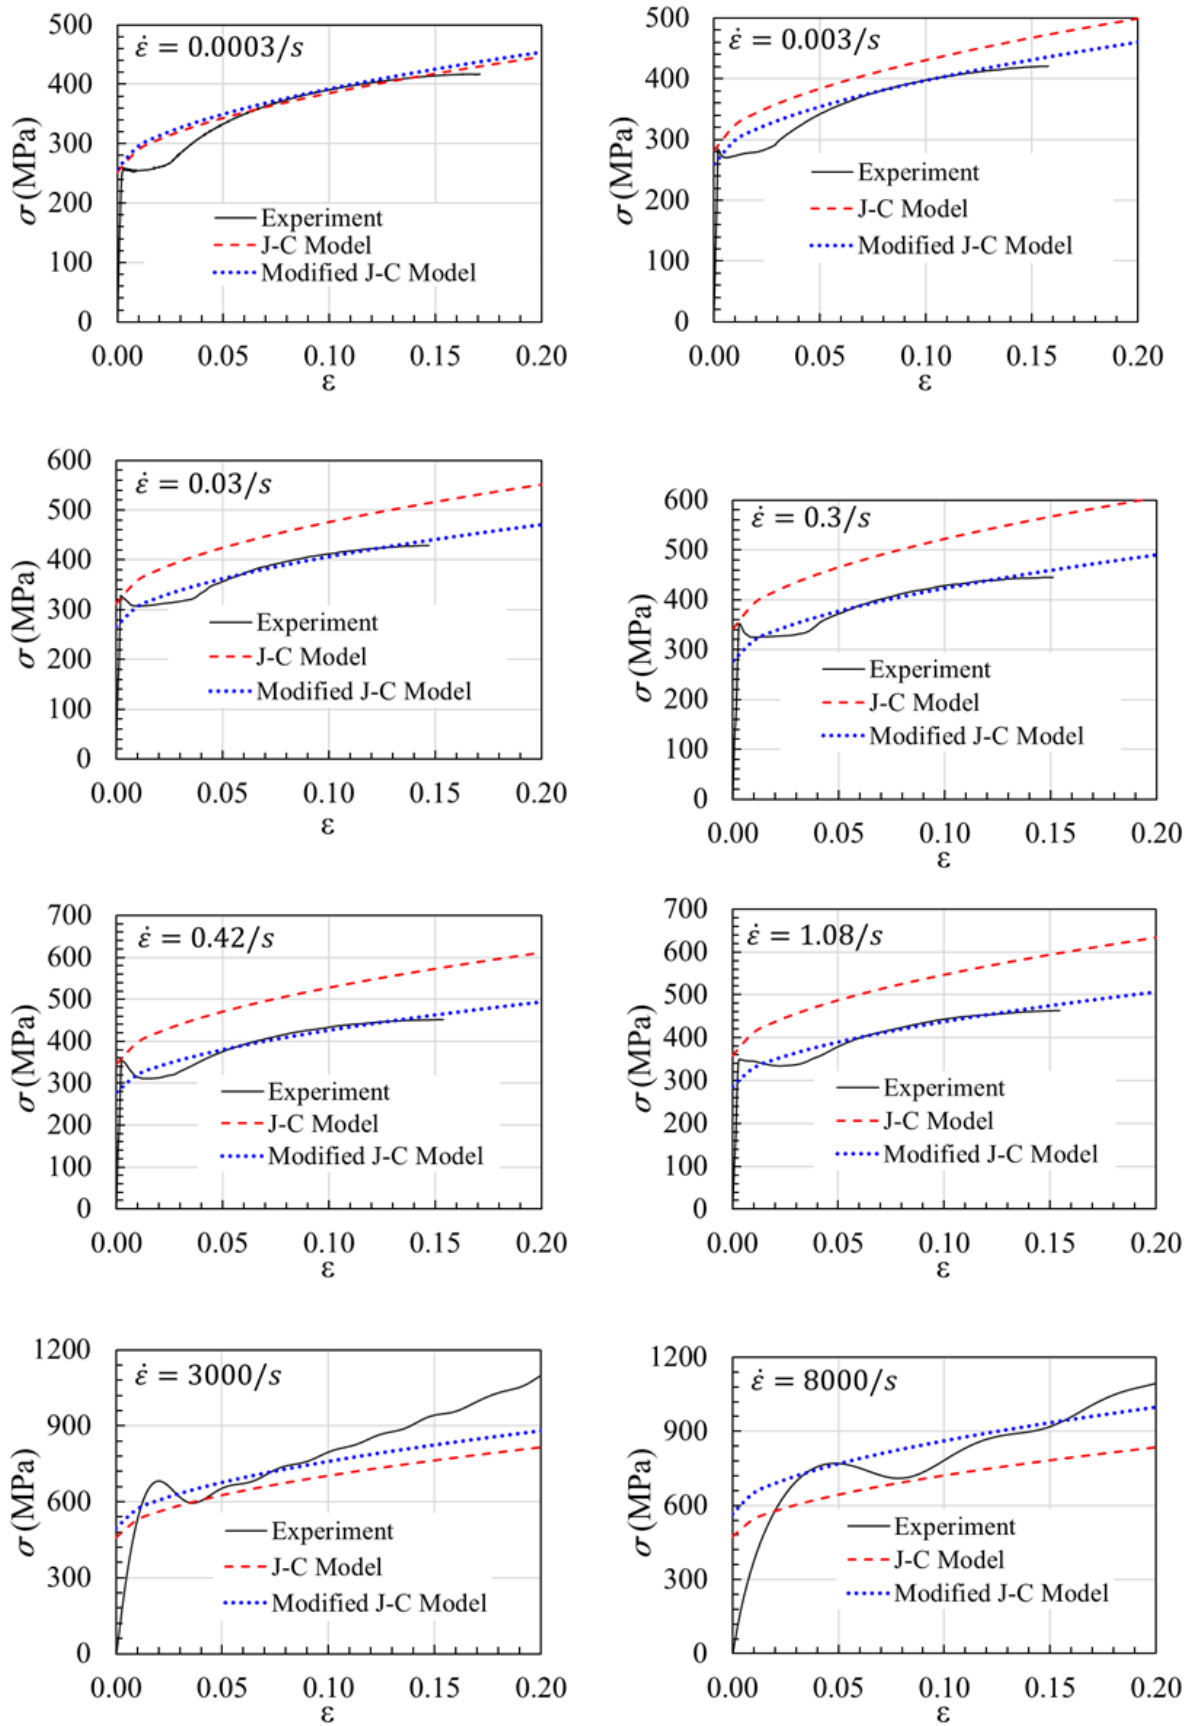 ε̇ = 0.0003/s
500
400
300
200
100
0
σ (MPa)
Experiment
J-C Model
Modified J-C Model
0.00 0.05 0.10 0.15 0.20
ε
ε̇ = 0.003/s
500
400
300
200
100
0
σ (MPa)
Experiment
J-C Model
Modified J-C Model
0.00 0.05 0.10 0.15 0.20
ε
ε̇ = 0.03/s
600
500
400
300
200
100
0
σ (MPa)
Experiment
J-C Model
Modified J-C Model
0.00 0.05 0.10 0.15 0.20
ε
ε̇ = 0.3/s
600
500
400
300
200
100
0
σ (MPa)
Experiment
J-C Model
Modified J-C Model
0.00 0.05 0.10 0.15 0.20
ε
ε̇ = 0.42/s
700
600
500
400
300
200
100
0
σ (MPa)
Experiment
J-C Model
Modified J-C Model
0.00 0.05 0.10 0.15 0.20
ε
ε̇ = 1.08/s
700
600
500
400
300
200
100
0
σ (MPa)
Experiment
J-C Model
Modified J-C Model
0.00 0.05 0.10 0.15 0.20
ε
ε̇ = 3000/s
1200
900
600
300
0
σ (MPa)
Experiment
J-C Model
Modified J-C Model
0.00 0.05 0.10 0.15 0.20
ε
ε̇ = 8000/s
1200
900
600
300
0
σ (MPa)
Experiment
J-C Model
Modified J-C Model
0.00 0.05 0.10 0.15 0.20
ε